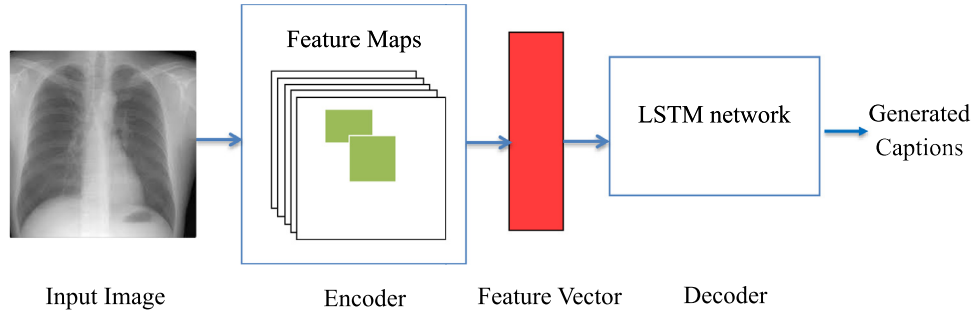 Feature Maps
LSTM network
Generated
Captions
Input Image
Encoder
Feature Vector
Decoder